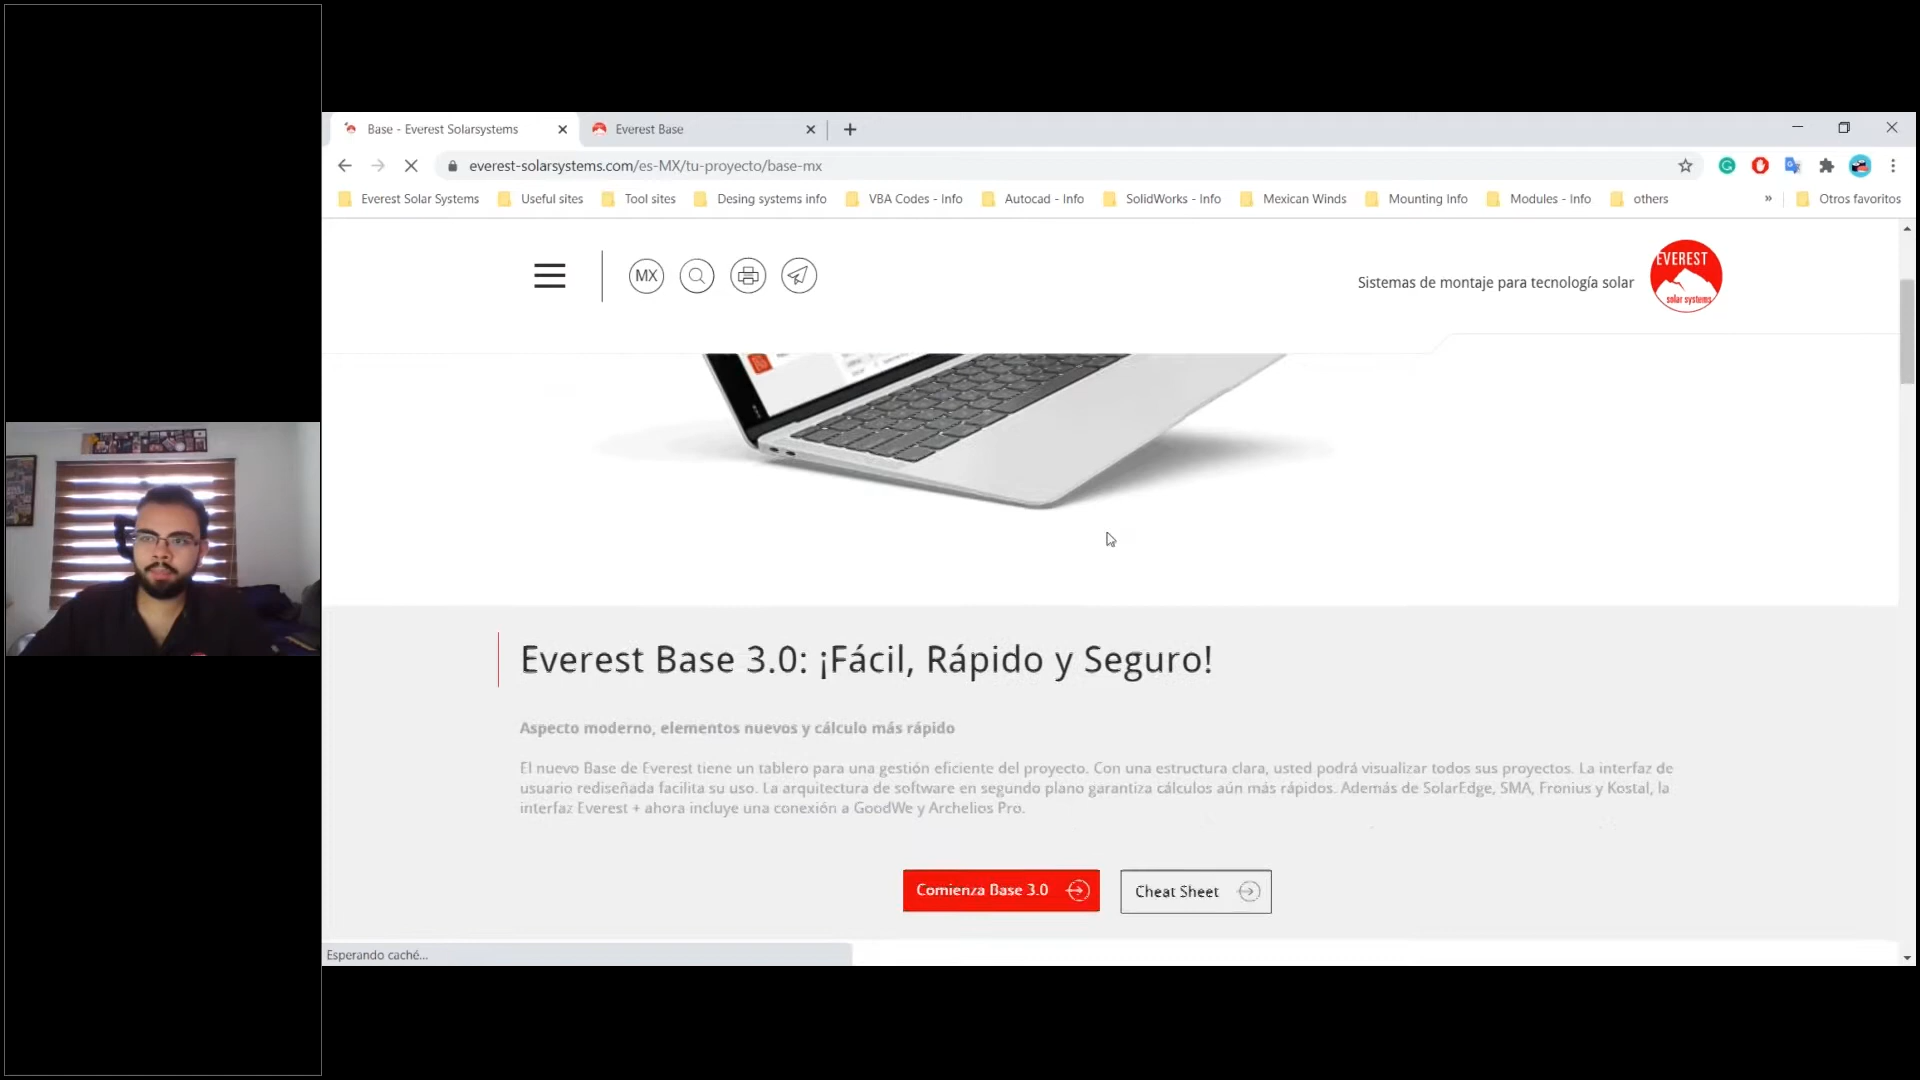 Base - Everest Solarsystems
Everest Base
everest-solarsystems.com/es-MX/tu-proyecto/base-mx
Everest Solar Systems
Useful sites
Tool sites
Desing systems info
VBA Codes - Info
Autocad - Info
SolidWorks - Info
Mexican Winds
Mounting Info
Modules - Info
others
»
Otros favoritos
MX
Sistemas de montaje para tecnología solar
EVEREST
solar systems
Everest Base 3.0: ¡Fácil, Rápido y Seguro!
Aspecto moderno, elementos nuevos y cálculo más rápido
El nuevo Base de Everest tiene un tablero para una gestión eficiente del proyecto. Con una estructura clara, usted podrá visualizar todos sus proyectos. La interfaz de
usuario rediseñada facilita su uso. La arquitectura de software en segundo plano garantiza cálculos aún más rápidos. Además de SolarEdge, SMA, Fronius y Kostal, la
interfaz Everest + ahora incluye una conexión a GoodWe y Archelios Pro.
Comienza Base 3.0
Cheat Sheet
Esperando caché...